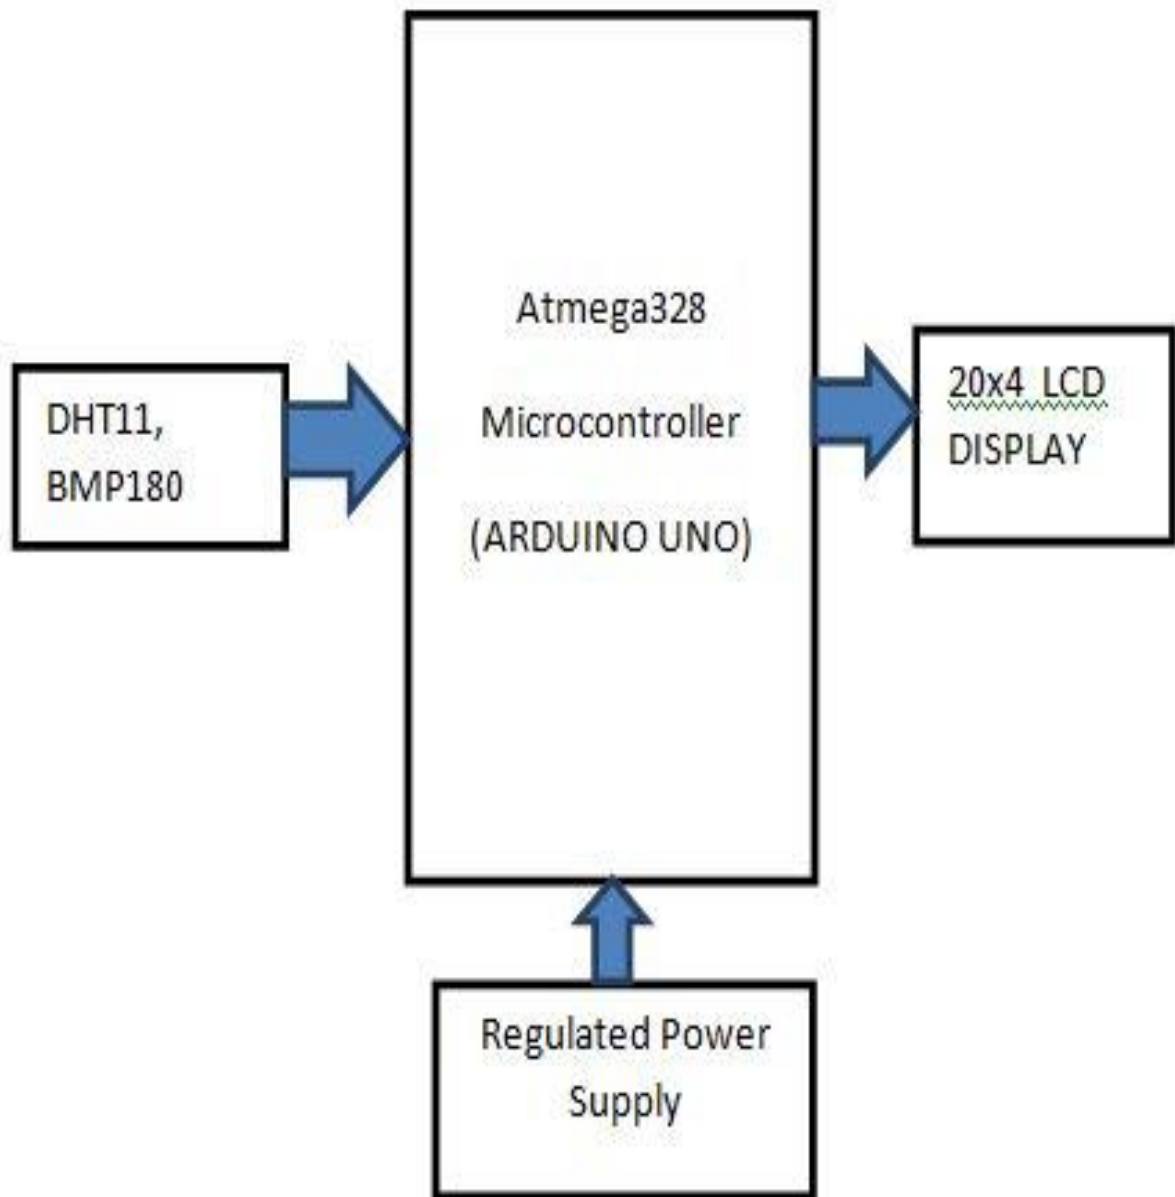 Atmega328
Microcontroller
(ARDUINO UNO)
DHT11,
BMP180
20x4 LCD
DISPLAY
Regulated Power
Supply